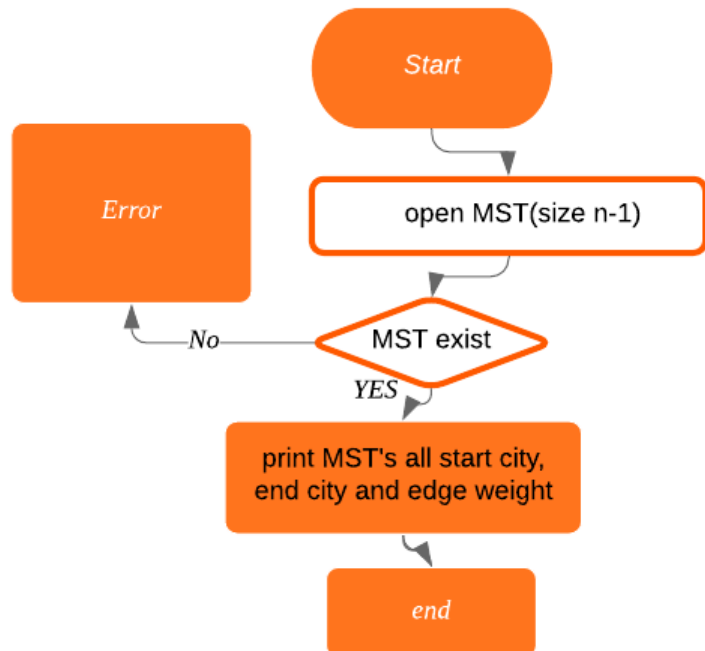 Start
Error
open MST(size n-1)
MST exist
No
YES
print MST's all start city,
end city and edge weight
end